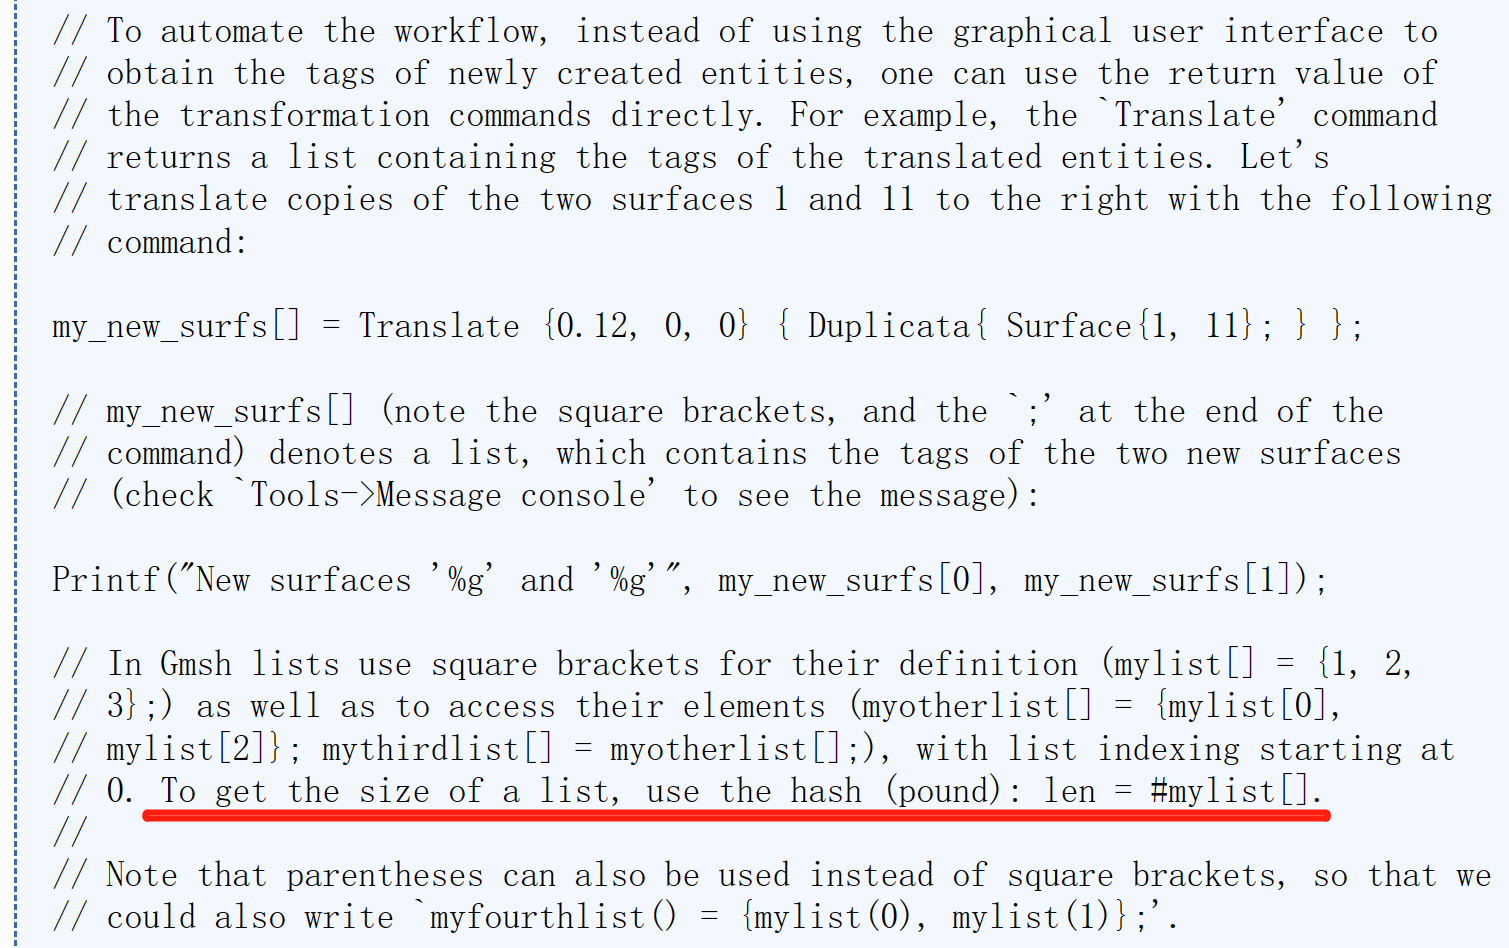 // To automate the workflow, instead of using the graphical user interface to
// obtain the tags of newly created entities, one can use the return value of
// the transformation commands directly. For example, the `Translate' command
// returns a list containing the tags of the translated entities. Let's
// translate copies of the two surfaces 1 and 11 to the right with the following
// command:
my_new_surfs[] = Translate {0.12, 0, 0} { Duplicata{ Surface{1, 11}; } };
// my_new_surfs[] (note the square brackets, and the `;' at the end of the
// command) denotes a list, which contains the tags of the two new surfaces
// (check `Tools->Message console' to see the message):
Printf("New surfaces '%g' and '%g'", my_new_surfs[0], my_new_surfs[1]);
// In Gmsh lists use square brackets for their definition (mylist[] = {1, 2,
// 3};) as well as to access their elements (myotherlist[] = {mylist[0],
// mylist[2]}; mythirdlist[] = myotherlist[];), with list indexing starting at
// 0. To get the size of a list, use the hash (pound): len = #mylist[].
//
// Note that parentheses can also be used instead of square brackets, so that we
// could also write `myfourthlist() = {mylist(0), mylist(1)};'.